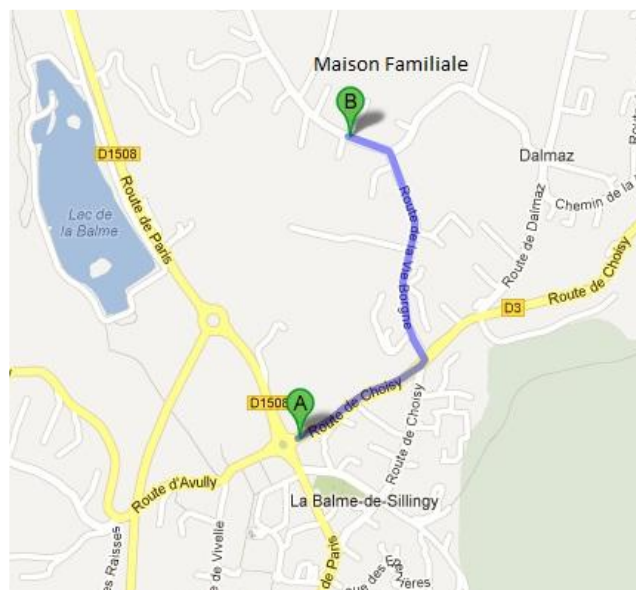 Maison Familiale
B
D1508
Route de Paris
Lac de
la Balme
Dalmaz
Chemin de la
Route de Dalmaz
Route de la Vie Borgne
Route de Choisy
D3
Route de Choisy
D1508
A
Route de Choisy
Route d'Avully
La Balme-de-Sillingy
de Paris
de Vivelle
es Raisses
Rue des